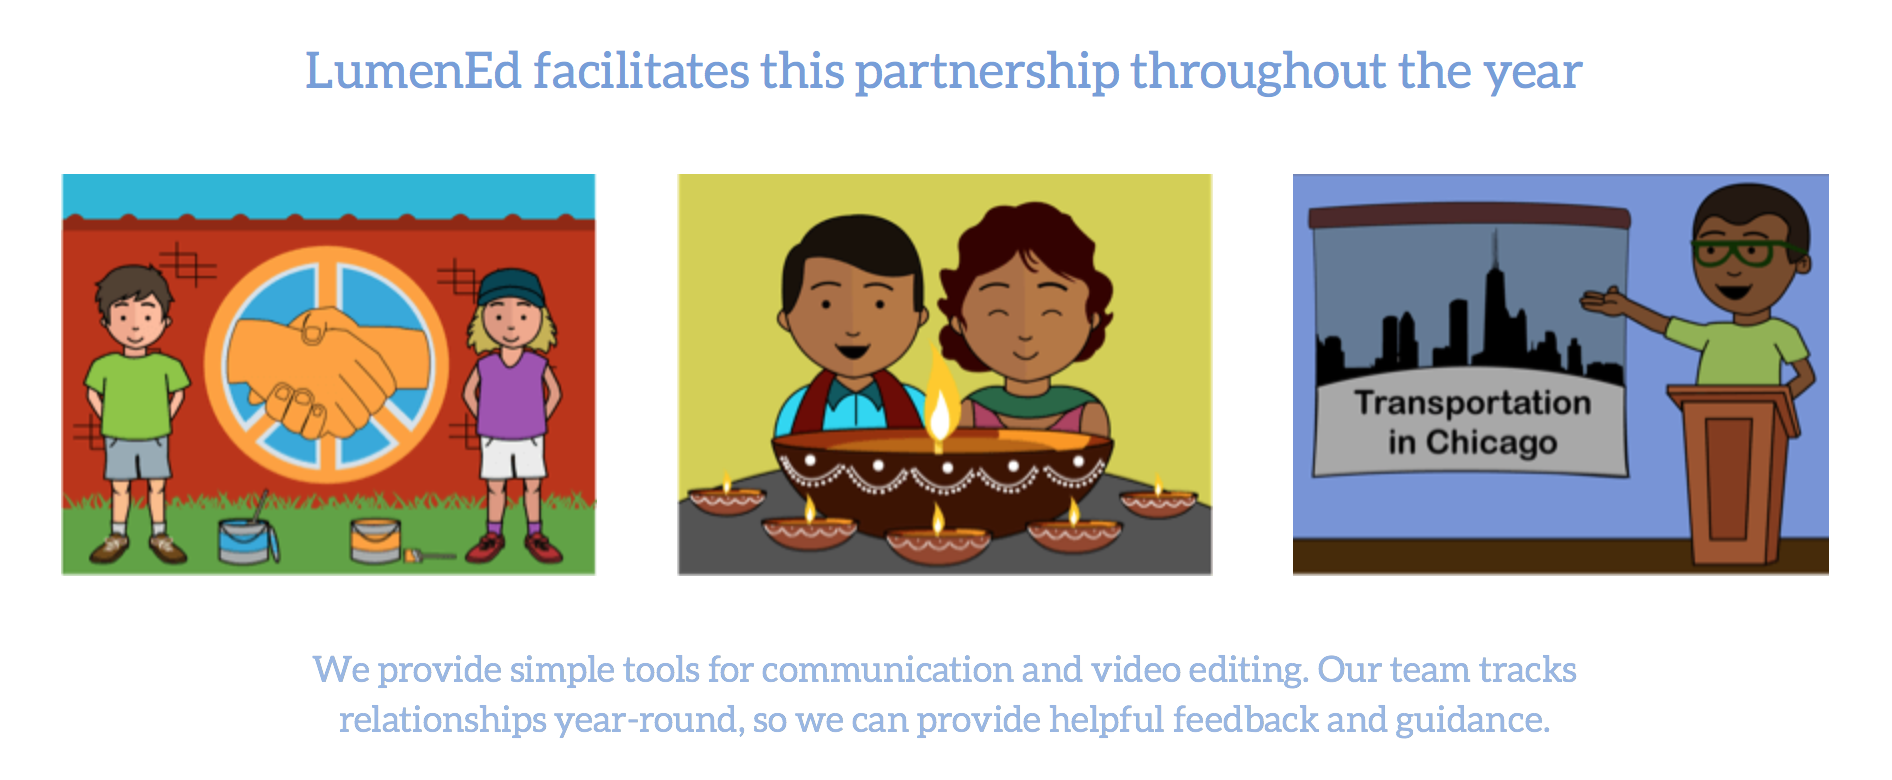 LumenEd facilitates this partnership throughout the year
Transportation
in Chicago
We provide simple tools for communication and video editing. Our team tracks
relationships year-round, so we can provide helpful feedback and guidance.